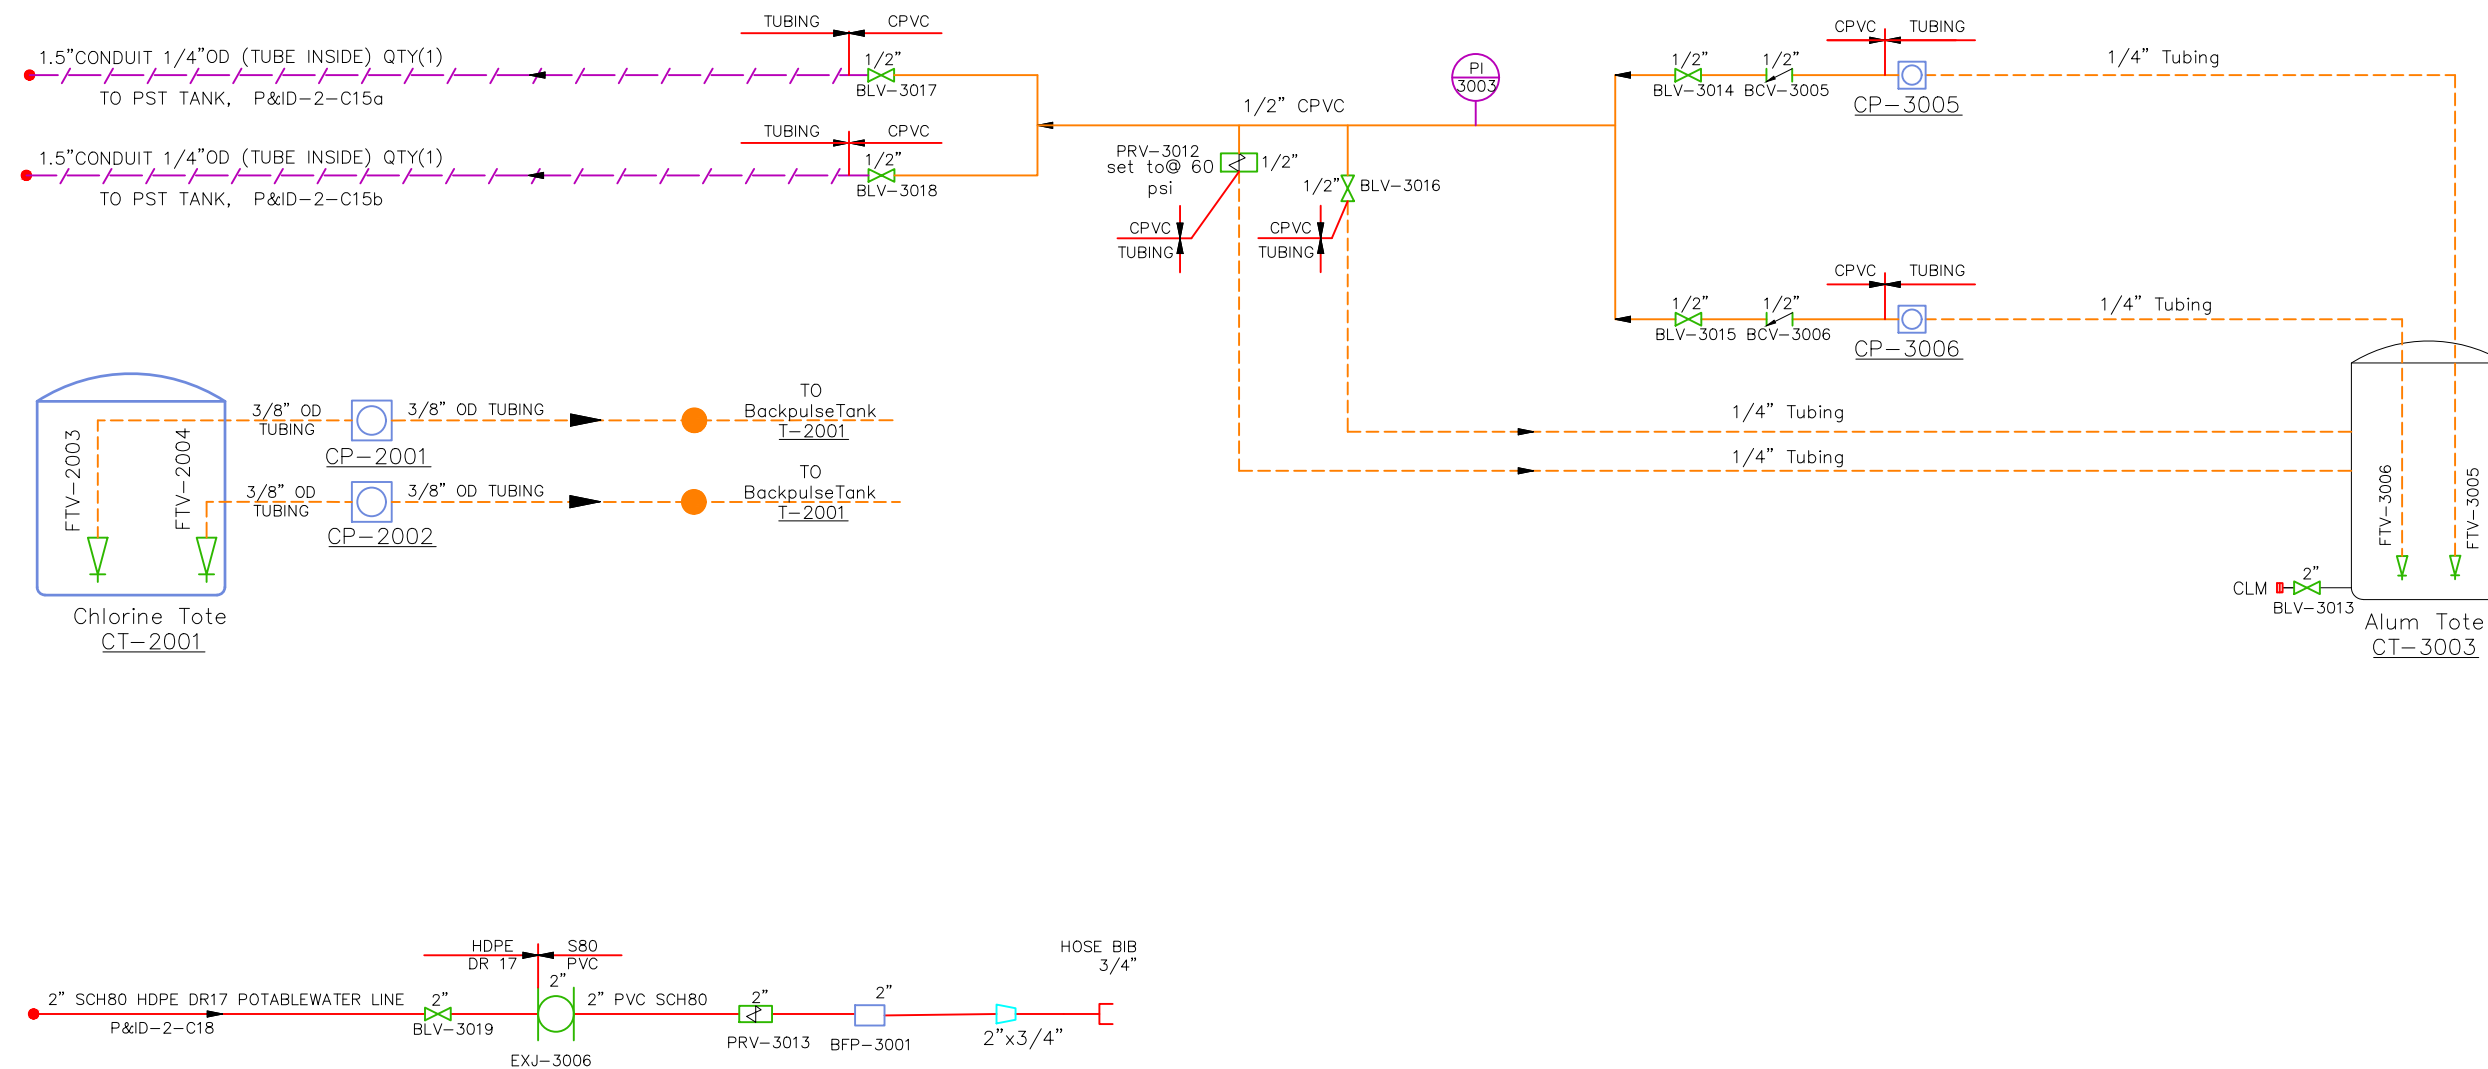 TUBING
CPVC
1.5”CONDUIT 1/4”OD (TUBE INSIDE) QTY(1)
1/2”
BLV-3017
TO PST TANK, P&ID-2-C15a
TUBING
CPVC
1.5”CONDUIT 1/4”OD (TUBE INSIDE) QTY(1)
1/2”
BLV-3018
TO PST TANK, P&ID-2-C15b
1/2” CPVC
PI
3003
PRV-3012
set to@ 60
psi
1/2”
1/2”
BLV-3016
CPVC
TUBING
CPVC
TUBING
CPVC
TUBING
1/2”
1/2”
BLV-3014
BCV-3005
CP-3005
1/4” Tubing
CPVC
TUBING
1/2”
1/2”
BLV-3015
BCV-3006
CP-3006
1/4” Tubing
1/4” Tubing
1/4” Tubing
FTV-3006
FTV-3005
CLM
2”
BLV-3013
Alum Tote
CT-3003
FTV-2003
FTV-2004
3/8” OD
TUBING
CP-2001
3/8” OD TUBING
TO
BackpulseTank
T-2001
3/8” OD
TUBING
CP-2002
3/8” OD TUBING
TO
BackpulseTank
T-2001
Chlorine Tote
CT-2001
HDPE
DR 17
S80
PVC
2” SCH80 HDPE DR17 POTABLEWATER LINE
P&ID-2-C18
2”
BLV-3019
2”
EXJ-3006
2” PVC SCH80
2”
PRV-3013
2”
BFP-3001
2”x3/4”
HOSE BIB
3/4”